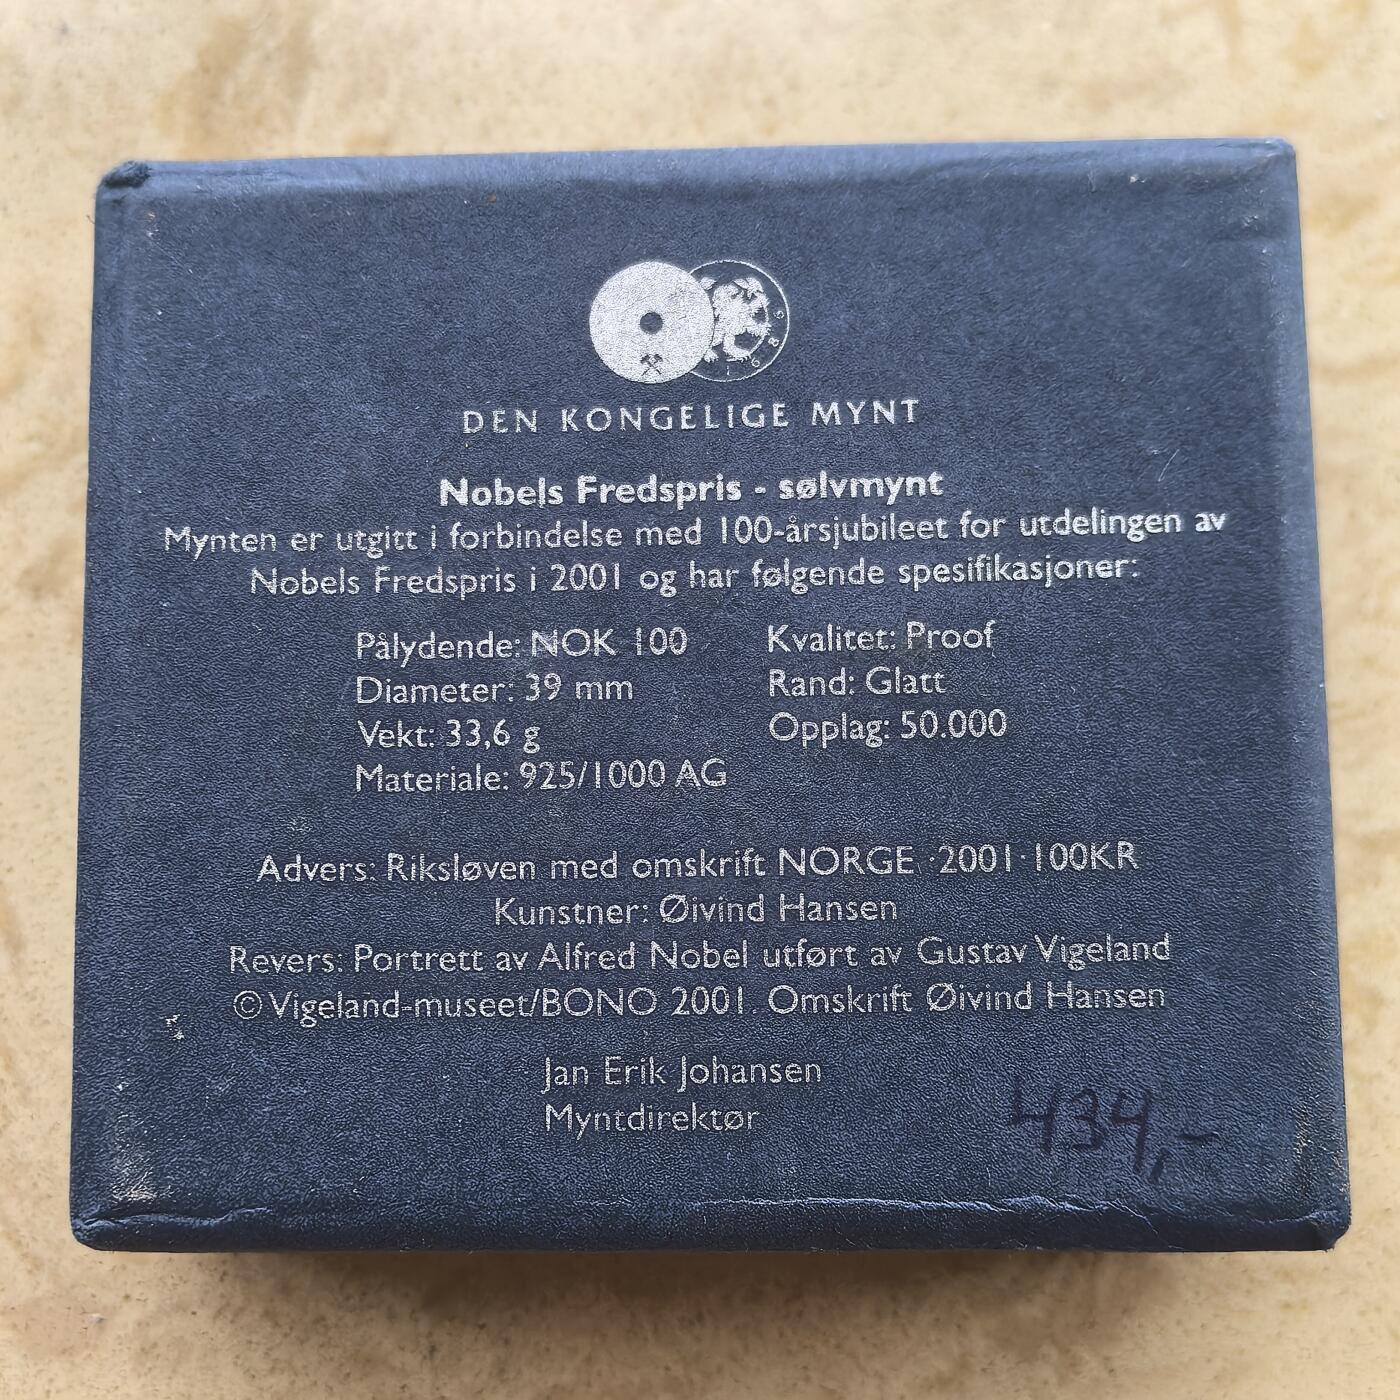 1686
DEN KONGELIGE MYNT
Nobels Fredspris - sølvmynt
Mynten er utgitt i forbindelse med 100-årsjubileet for utdelingen av
Nobels Fredspris i 2001 og har følgende spesifikasjoner:
Pålydende: NOK 100
Diameter: 39 mm
Vekt: 33,6 g
Materiale: 925/1000 AG
Kvalitet: Proof
Rand: Glatt
Opplag: 50.000
Advers: Riksløven med omskrift NORGE ·2001·100KR
Kunstner: Øivind Hansen
Revers: Portrett av Alfred Nobel utført av Gustav Vigeland
© Vigeland-museet/BONO 2001. Omskrift Øivind Hansen
Jan Erik Johansen
Myntdirektør
434,-